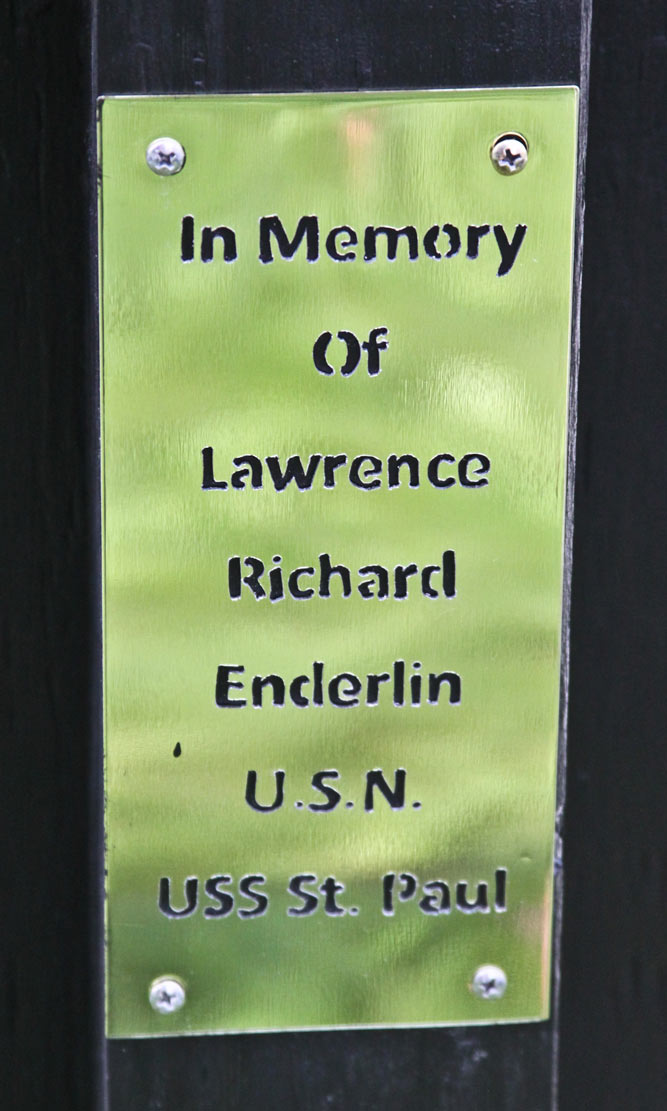 In Memory
Of
Lawrence
Richard
Enderlin
U.S.N.
USS St. Paul